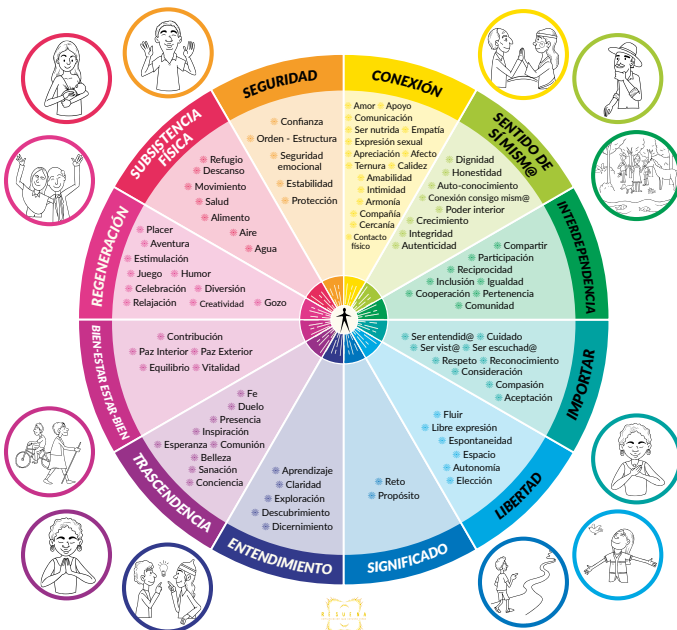 SEGURIDAD
Confianza
Orden - Estructura
Seguridad
emocional
Estabilidad
Protección
CONEXIÓN
Amor Apoyo
Comunicación
Ser nutrida Empatía
Expresión sexual
Apreciación Afecto
Ternura Calidez
Amabilidad
Intimidad
Armonía
Compañía
Cercanía
Contacto
físico
SENTIDO DE
SÍ MISM@
Dignidad
Honestidad
Auto-conocimiento
Conexión consigo mism@
Poder interior
Crecimiento
Integridad
Autenticidad
INTERDEPENDENCIA
Compartir
Participación
Reciprocidad
Inclusión Igualdad
Cooperación Pertenencia
Comunidad
IMPORTAR
Ser entendid@ Cuidado
Ser vist@ Ser escuchad@
Respeto Reconocimiento
Consideración
Compasión
Aceptación
LIBERTAD
Fluir
Libre expresión
Espontaneidad
Espacio
Autonomía
Elección
SIGNIFICADO
Reto
Propósito
ENTENDIMIENTO
Aprendizaje
Claridad
Exploración
Descubrimiento
Dicernimiento
TRASCENDENCIA
Fe
Duelo
Presencia
Inspiración
Esperanza Comunión
Belleza
Sanación
Conciencia
BIEN-ESTAR ESTAR-BIEN
Contribución
Paz Interior Paz Exterior
Equilibrio Vitalidad
REGENERACIÓN
Placer
Aventura
Estimulación
Juego Humor
Celebración Diversión
Relajación Creatividad Gozo
SUBSISTENCIA
FÍSICA
Refugio
Descanso
Movimiento
Salud
Alimento
Aire
Agua